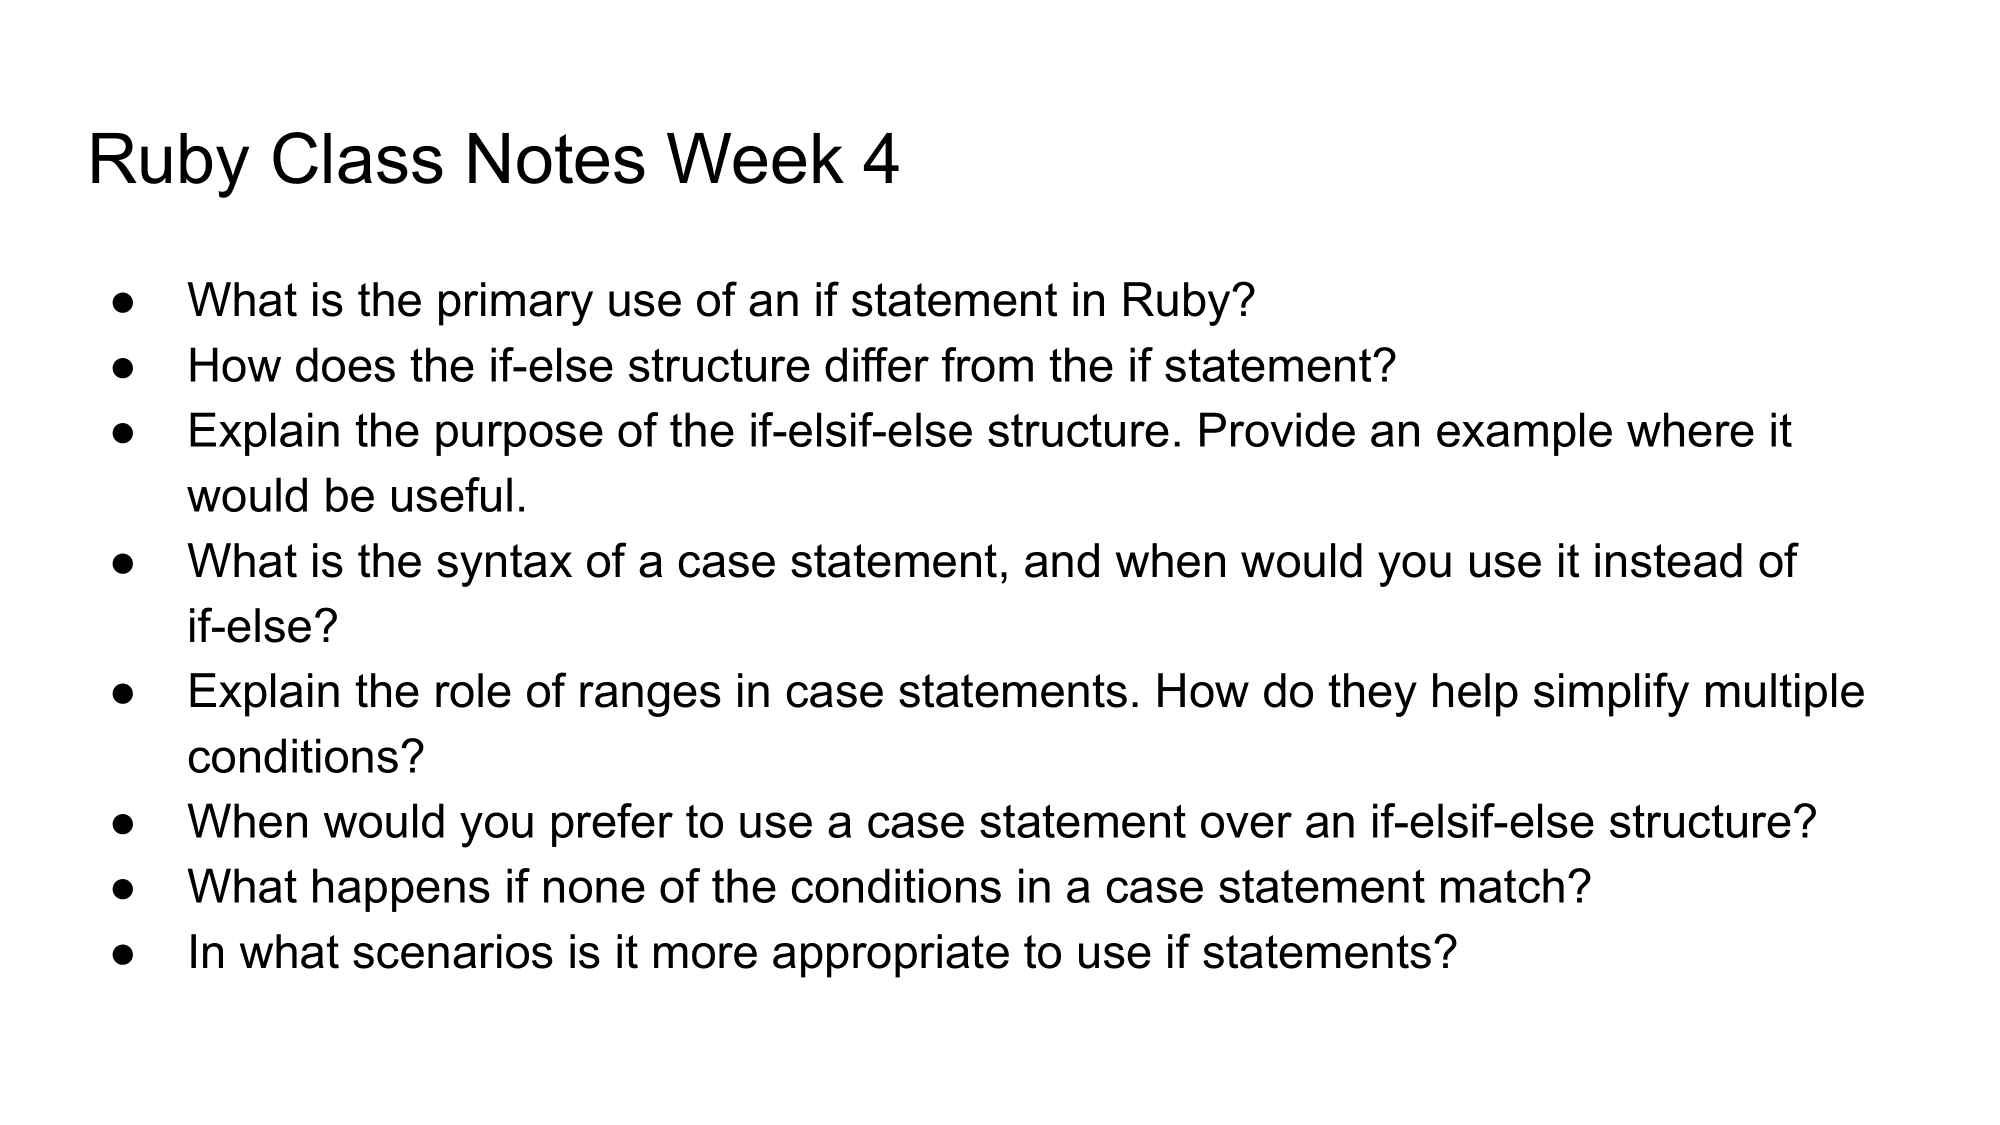 Ruby Class Notes Week 4
● What is the primary use of an if statement in Ruby?
● How does the if-else structure differ from the if statement?
● Explain the purpose of the if-elsif-else structure. Provide an example where it
would be useful.
● What is the syntax of a case statement, and when would you use it instead of
if-else?
● Explain the role of ranges in case statements. How do they help simplify multiple
conditions?
● When would you prefer to use a case statement over an if-elsif-else structure?
● What happens if none of the conditions in a case statement match?
● In what scenarios is it more appropriate to use if statements?